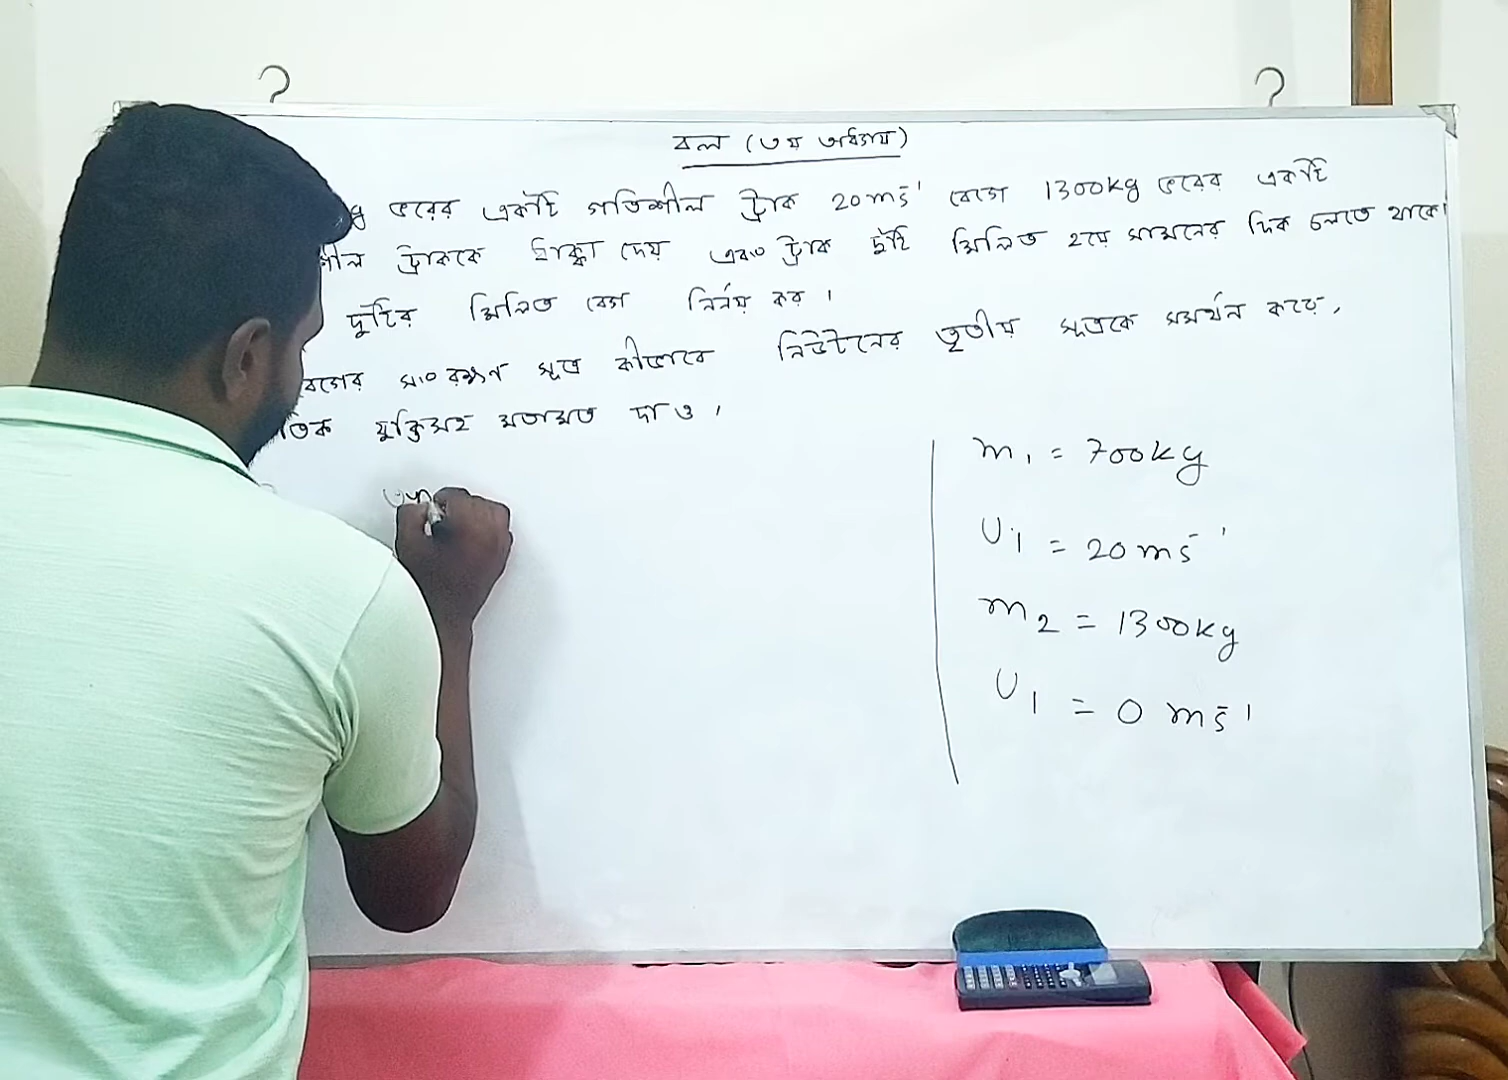 বল (৩য় অধ্যায়)
kg ভরের একটি গতিশীল ট্রাক 20ms⁻¹ বেগে 1300kg ভরের একটি
ট্রাককে ধাক্কা দেয় এবং ট্রাক দুটি মিলিত হয়ে সামনের দিক চলতে থাকে।
দুটির মিলিত বেগ নির্নয় কর।
সংরক্ষণ সূত্র কীভাবে নিউটনের তৃতীয় সূত্রকে সমর্থন করে,
যুক্তিসহ মতামত দাও।
m₁ = 700kg
U₁ = 20ms⁻¹
m₂ = 1300kg
U₁ = 0 ms⁻¹